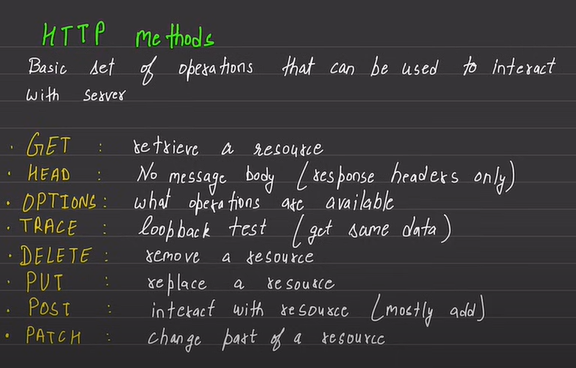 HTTP methods
Basic set of operations that can be used to interact
with server
• GET : retrieve a resource
• HEAD : No message body (response headers only)
• OPTIONS : what operations are available
• TRACE : loopback test (get same data)
• DELETE : remove a resource
• PUT : replace a resource
• POST : interact with resource (mostly add)
• PATCH : change part of a resource